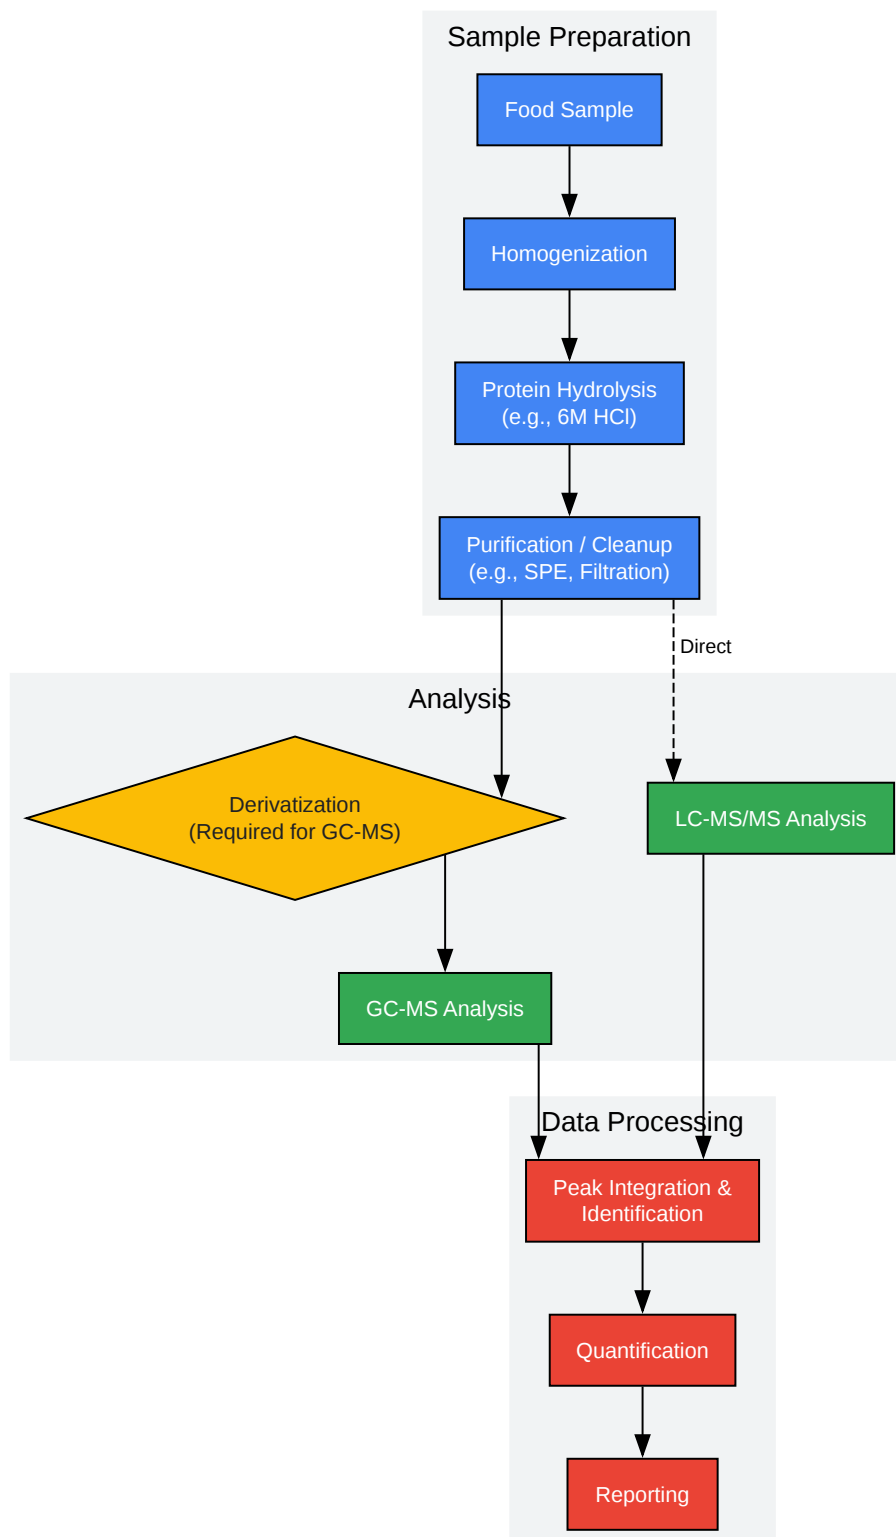 Sample Preparation
Food Sample
Homogenization
Protein Hydrolysis
(e.g., 6M HCl)
Purification / Cleanup
(e.g., SPE, Filtration)
Direct
Analysis
Derivatization
(Required for GC-MS)
LC-MS/MS Analysis
GC-MS Analysis
Data Processing
Peak Integration &
Identification
Quantification
Reporting